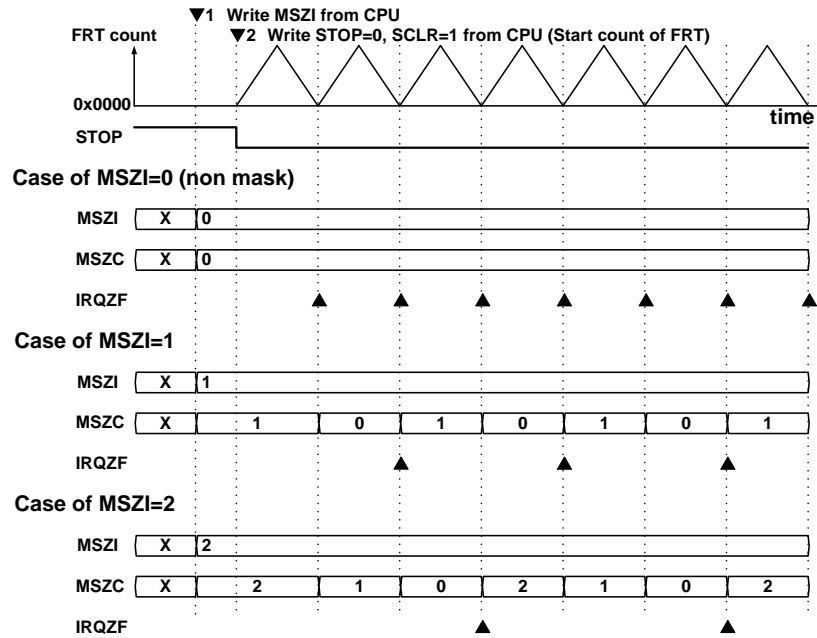 ▼1 Write MSZI from CPU
FRT count
▼2 Write STOP=0, SCLR=1 from CPU (Start count of FRT)
0x0000
time
STOP
Case of MSZI=0 (non mask)
MSZI X 0
MSZC X 0
IRQZF
Case of MSZI=1
MSZI X 1
MSZC X 1 0 1 0 1 0 1
IRQZF
Case of MSZI=2
MSZI X 2
MSZC X 2 1 0 2 1 0 2
IRQZF